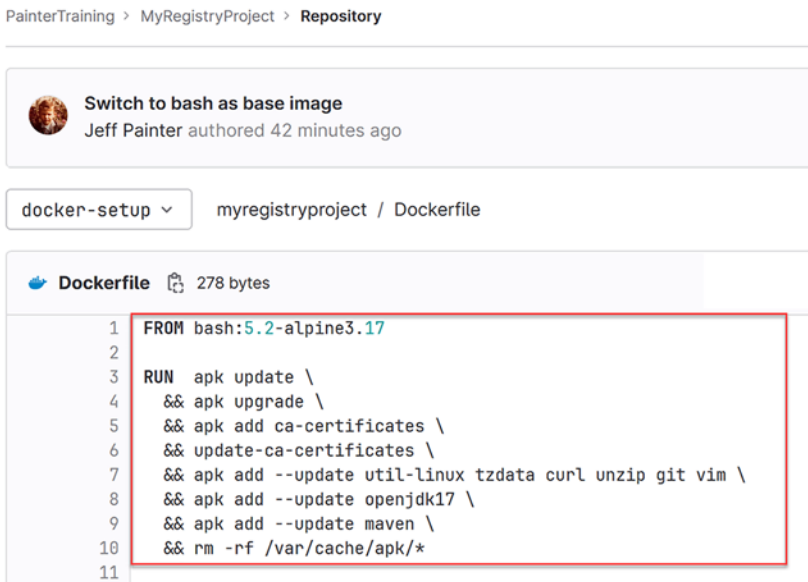 PainterTraining > MyRegistryProject > Repository
Switch to bash as base image
Jeff Painter authored 42 minutes ago
docker-setup myregistryproject / Dockerfile
Dockerfile 278 bytes
1 FROM bash:5.2-alpine3.17
2
3 RUN  apk update \
4   && apk upgrade \
5   && apk add ca-certificates \
6   && update-ca-certificates \
7   && apk add --update util-linux tzdata curl unzip git vim \
8   && apk add --update openjdk17 \
9   && apk add --update maven \
10   && rm -rf /var/cache/apk/*
11